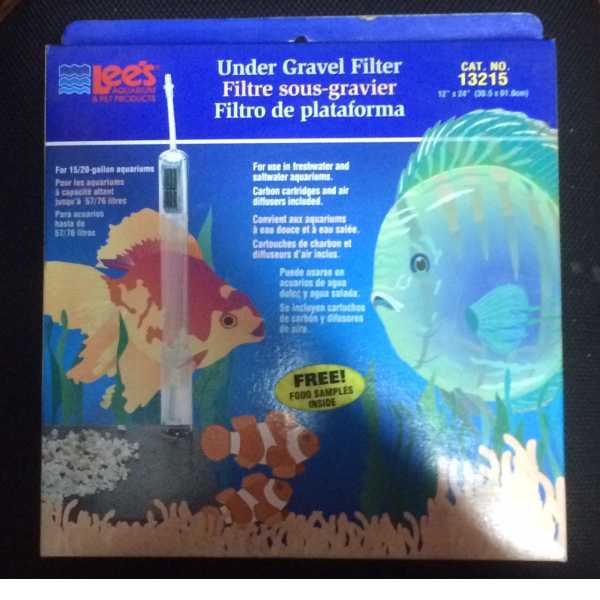 Lee's
AQUARIUM
& PET PRODUCTS
Under Gravel Filter
Filtre sous-gravier
Filtro de plataforma
CAT. NO.
13215
12" x 24" (30.5 x 61.0cm)
For 15/20-gallon aquariums
Pour les aquariums
à capacité allant
jusqu'à 57/76 litres
Para acuarios
hasta de
57/76 litros
For use in freshwater and
saltwater aquariums.
Carbon cartridges and air
diffusers included.
Convient aux aquariums
à eau douce et à eau salée.
Cartouches de charbon et
diffuseurs d'air inclus.
Puede usarse en
acuarios de agua
dulce y agua salada.
Se incluyen cartuchos
de carbón y difusores
de aire.
FREE!
FOOD SAMPLES
INSIDE